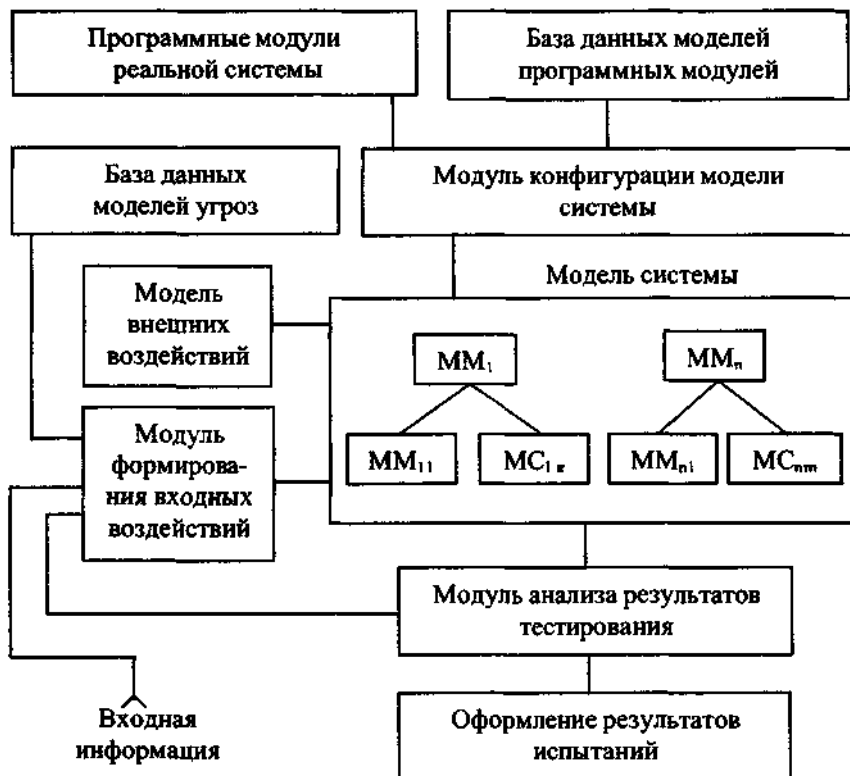 Программные модули
реальной системы
База данных моделей
программных модулей
База данных
моделей угроз
Модуль конфигурации модели
системы
Модель системы
Модель
внешних
воздействий
MM₁
MMₙ
MM₁₁
MC₁ₖ
MMₙ₁
MCₙₘ
Модуль
формирова-
ния входных
воздействий
Модуль анализа результатов
тестирования
Входная
информация
Оформление результатов
испытаний